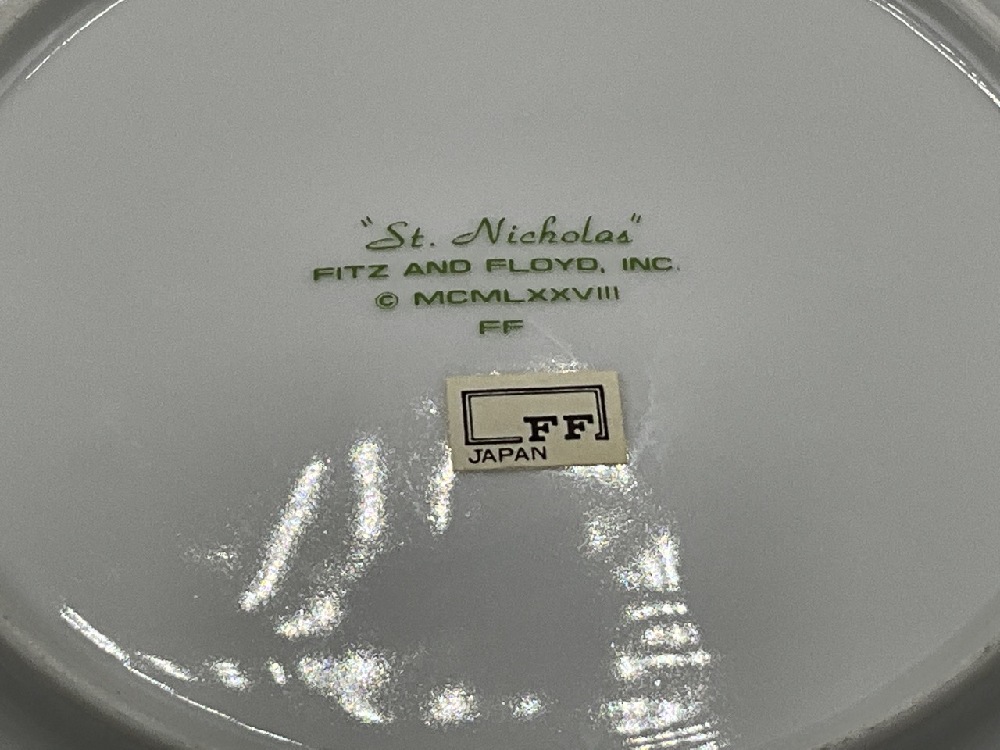 "St. Nicholas"
FITZ AND FLOYD, INC.
© MCMLXXVIII
FF
FF
JAPAN